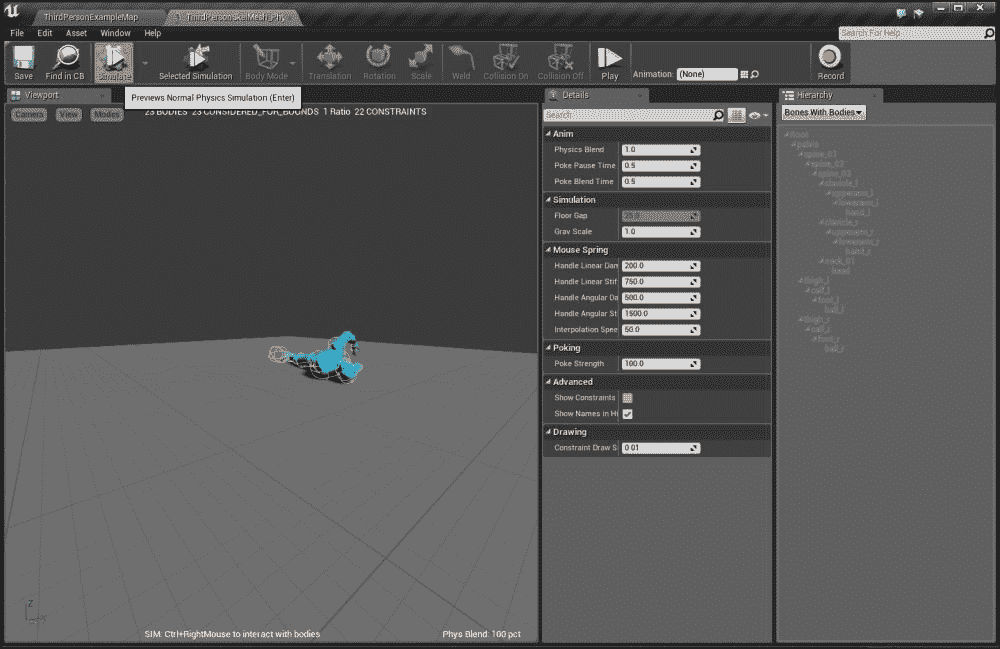 ThirdPersonExampleMap
ThirdPersonSkelMesh_Phy
File Edit Asset Window Help
Search For Help
Save Find in CB Simulate Selected Simulation Body Mode Translation Rotation Scale Weld Collision On Collision Off Play Animation: (None) Record
Viewport
Previews Normal Physics Simulation (Enter)
Camera View Modes
23 BODIES 23 CONSIDERED_FOR_BOUNDS 1 Ratio 22 CONSTRAINTS
Z
SIM: Ctrl+RightMouse to interact with bodies
Phys Blend: 100 pct
Details
Search
Anim
Physics Blend 1.0
Poke Pause Time 0.5
Poke Blend Time 0.5
Simulation
Floor Gap
Grav Scale 1.0
Mouse Spring
Handle Linear Dam 200.0
Handle Linear Stif 750.0
Handle Angular Da 500.0
Handle Angular St 1500.0
Interpolation Spee 50.0
Poking
Poke Strength 100.0
Advanced
Show Constraints
Show Names in Hi
Drawing
Constraint Draw S 0.01
Hierarchy
Bones With Bodies
Root
pelvis
spine_01
spine_02
spine_03
clavicle_l
upperarm_l
lowerarm_l
hand_l
clavicle_r
upperarm_r
lowerarm_r
hand_r
neck_01
head
thigh_l
calf_l
foot_l
ball_l
thigh_r
calf_r
foot_r
ball_r